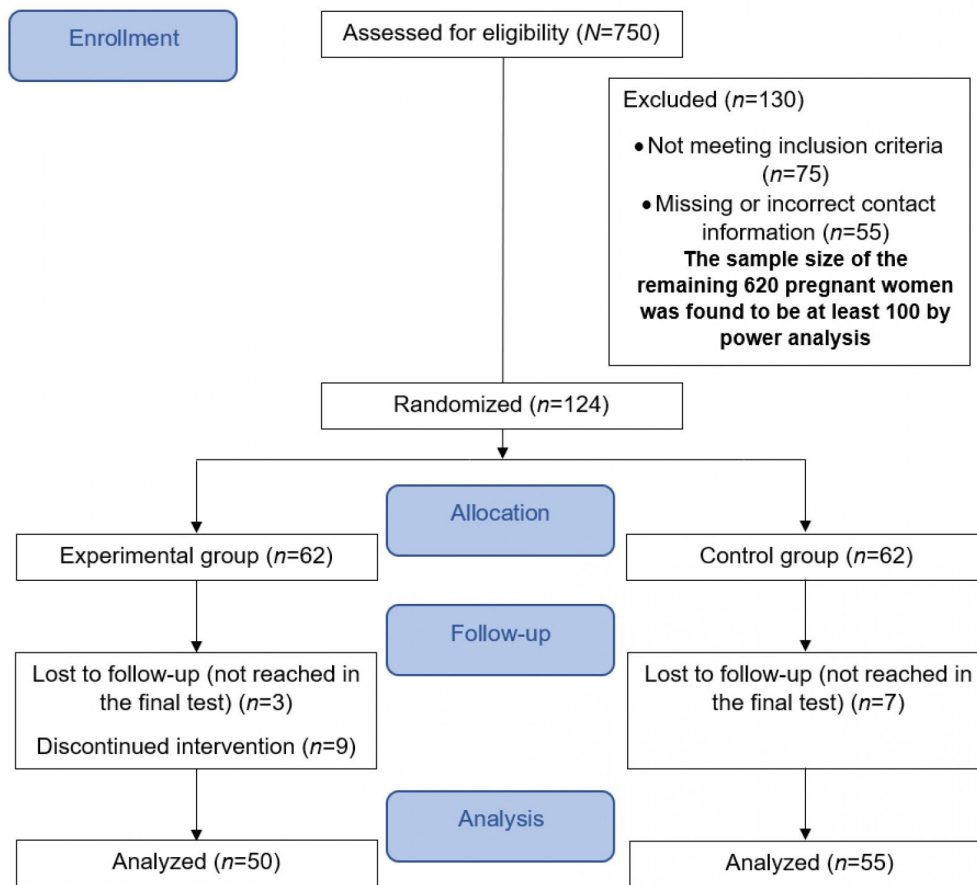 Enrollment
Assessed for eligibility (N=750)
Excluded (n=130)
•Not meeting inclusion criteria
(n=75)
•Missing or incorrect contact
information (n=55)
The sample size of the
remaining 620 pregnant women
was found to be at least 100 by
power analysis
Randomized (n=124)
Allocation
Experimental group (n=62)
Control group (n=62)
Follow-up
Lost to follow-up (not reached in
the final test) (n=3)
Discontinued intervention (n=9)
Lost to follow-up (not reached in
the final test) (n=7)
Analysis
Analyzed (n=50)
Analyzed (n=55)